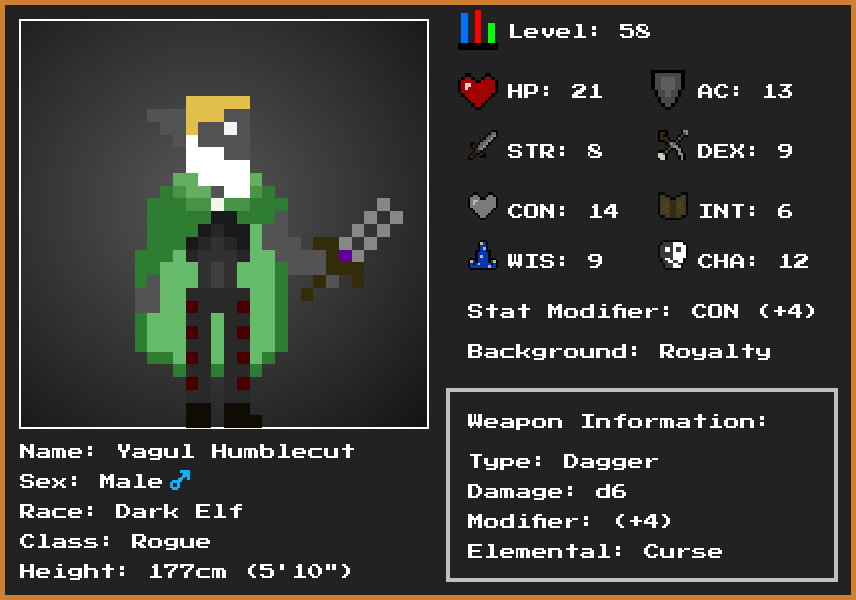 Level: 58
HP: 21 AC: 13
STR: 8 DEX: 9
CON: 14 INT: 6
WIS: 9 CHA: 12
Stat Modifier: CON (+4)
Background: Royalty
Weapon Information:
Type: Dagger
Damage: d6
Modifier: (+4)
Elemental: Curse
Name: Yagul Humblecut
Sex: Male ♂
Race: Dark Elf
Class: Rogue
Height: 177cm (5'10")